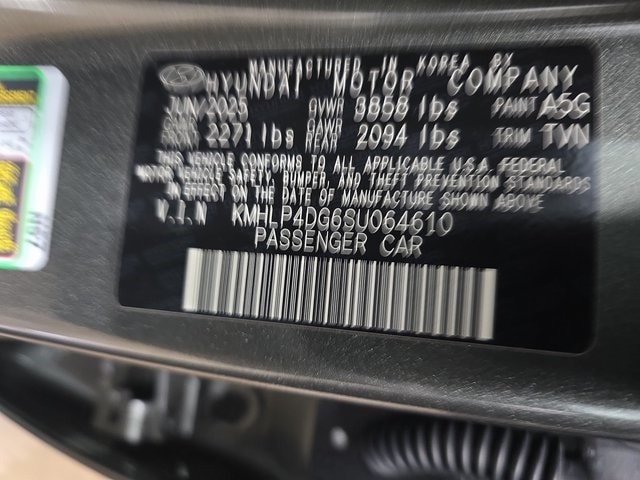 MANUFACTURED IN KOREA BY
HYUNDAI MOTOR COMPANY
JUN/2025 GVWR 3858 lbs PAINT A5G
2271 lbs GAWR REAR 2094 lbs TRIM TVN
THIS VEHICLE CONFORMS TO ALL APPLICABLE U.S.A. FEDERAL
MOTOR VEHICLE SAFETY, BUMPER AND THEFT PREVENTION STANDARDS
IN EFFECT ON THE DATE OF MANUFACTURE SHOWN ABOVE.
V.I.N KMHLP4DG6SU064610
PASSENGER CAR